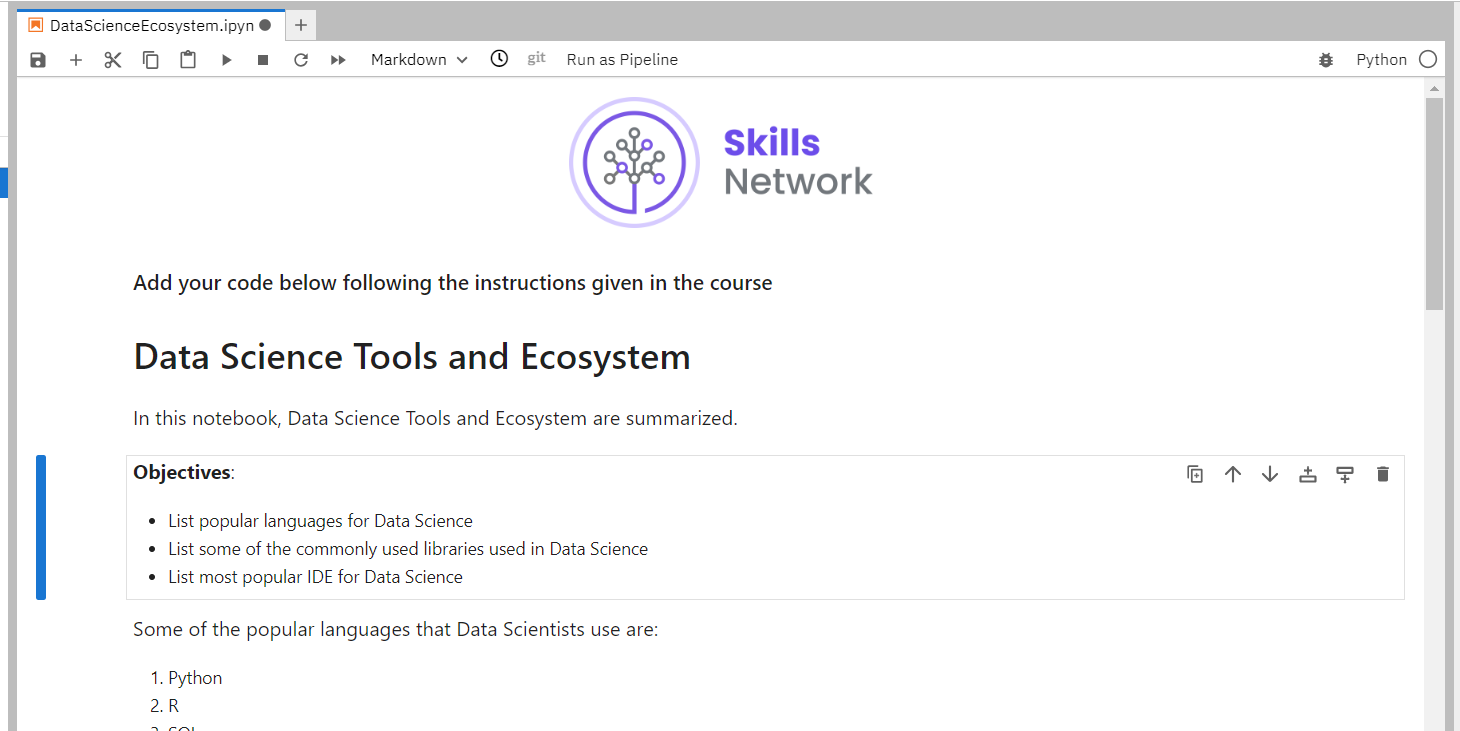 DataScienceEcosystem.ipyn
Markdown
git
Run as Pipeline
Python
Skills
Network
Add your code below following the instructions given in the course
Data Science Tools and Ecosystem
In this notebook, Data Science Tools and Ecosystem are summarized.
Objectives:
• List popular languages for Data Science
• List some of the commonly used libraries used in Data Science
• List most popular IDE for Data Science
Some of the popular languages that Data Scientists use are:
1. Python
2. R